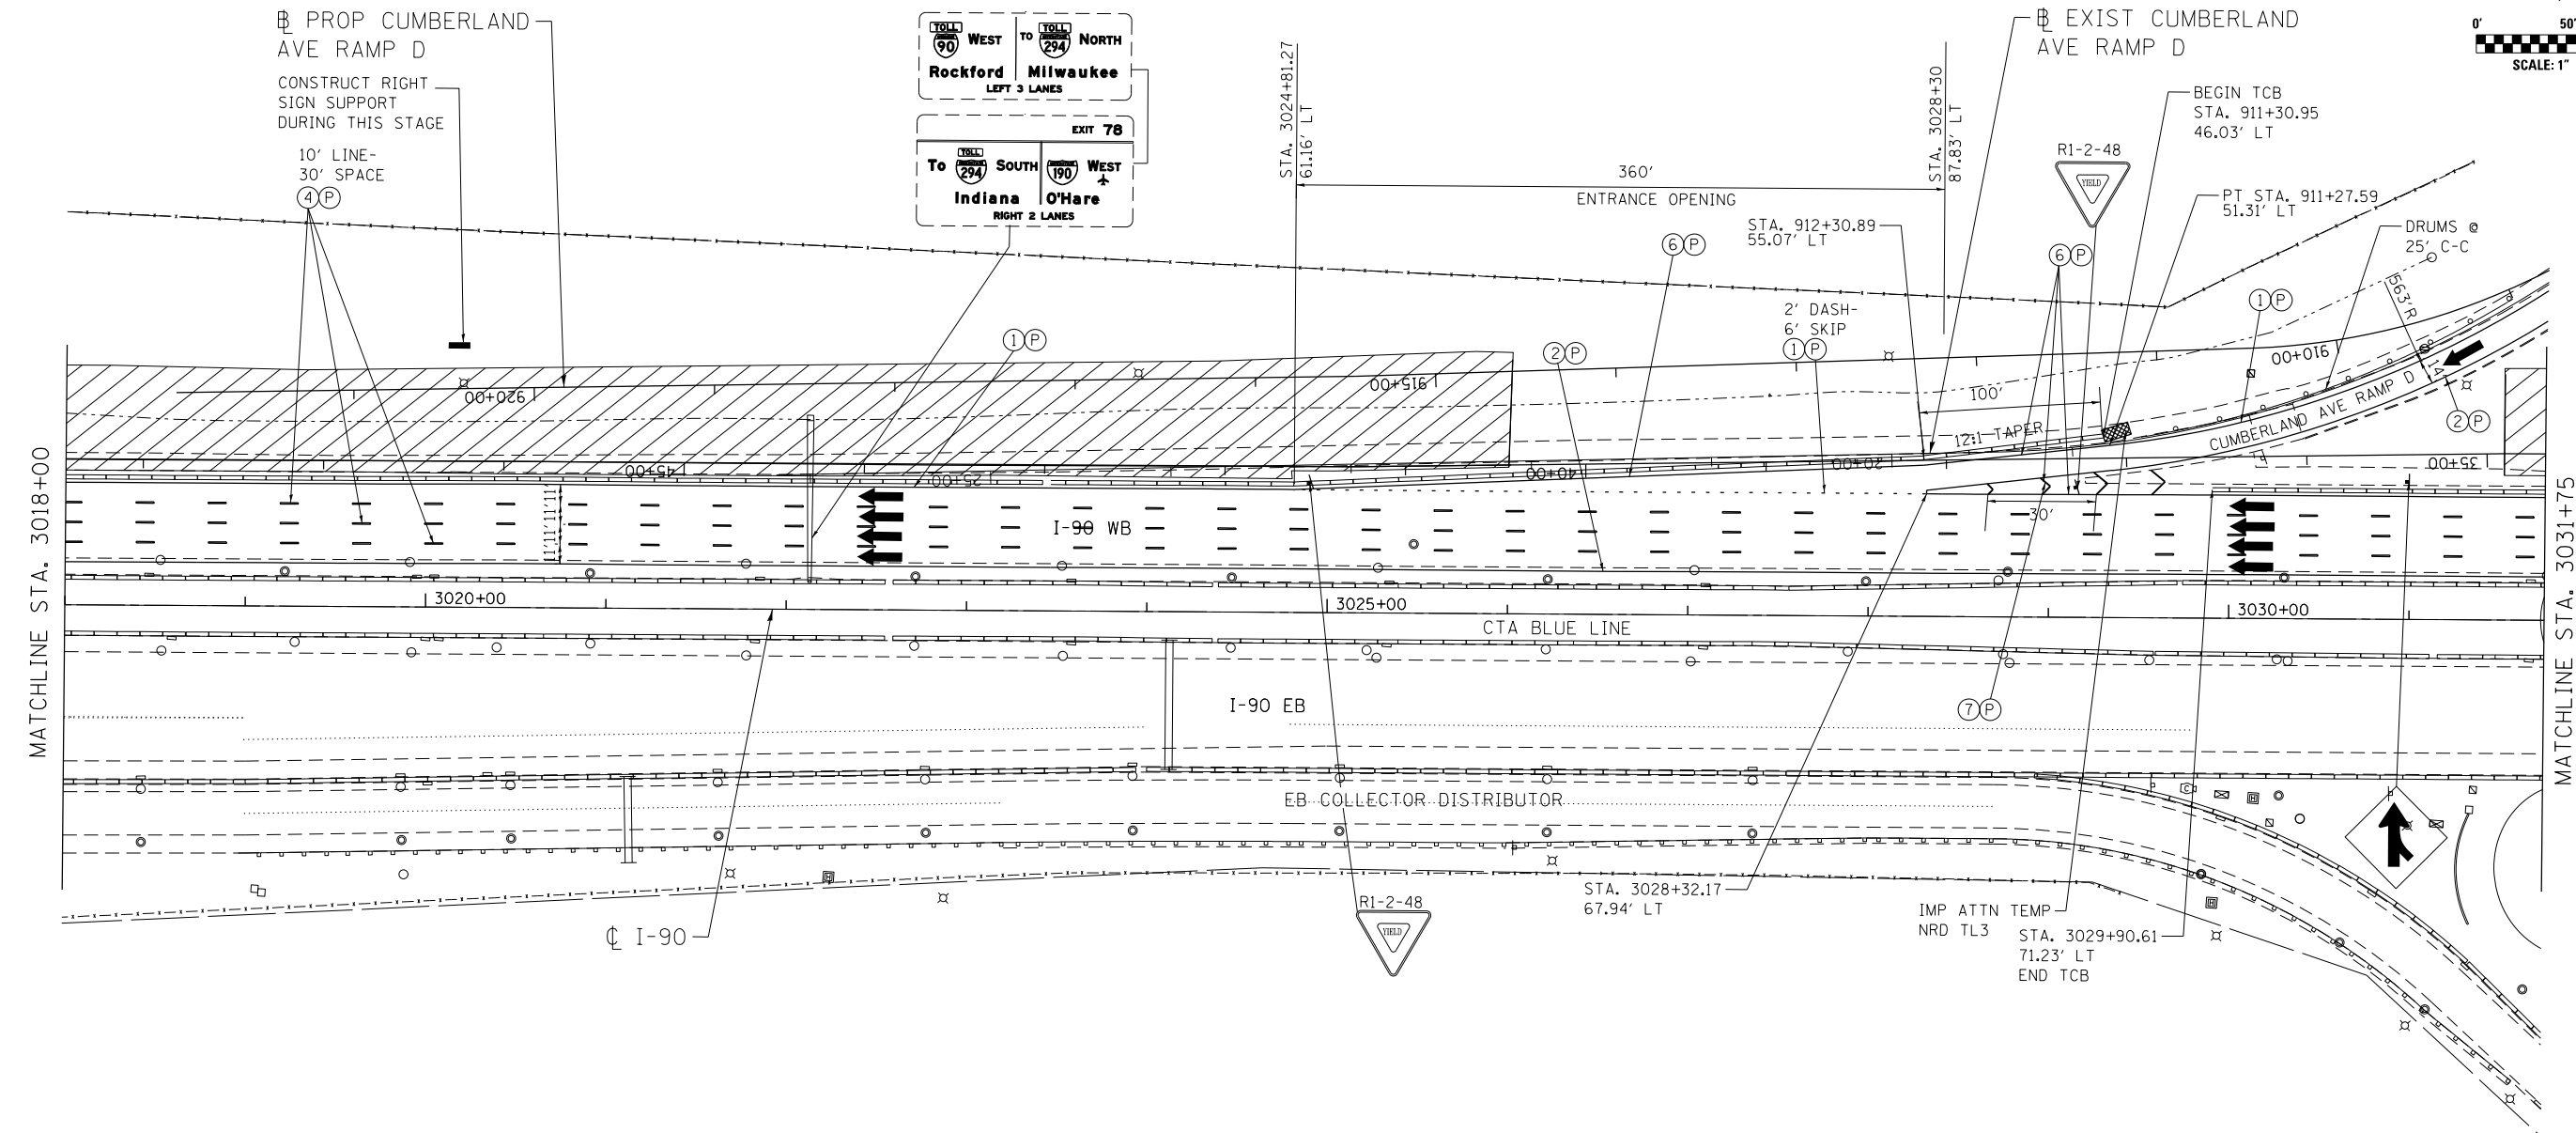 ℄ PROP CUMBERLAND
AVE RAMP D
CONSTRUCT RIGHT
SIGN SUPPORT
DURING THIS STAGE
10' LINE-
30' SPACE
4 P
TOLL
90 WEST
TO TOLL
294 NORTH
Rockford Milwaukee
LEFT 3 LANES
EXIT 78
To TOLL
294 SOUTH
190 WEST
Indiana O'Hare
RIGHT 2 LANES
STA. 3024+81.27
61.16' LT
360'
ENTRANCE OPENING
STA. 3028+30
87.83' LT
℄ EXIST CUMBERLAND
AVE RAMP D
0' 50'
SCALE: 1"
BEGIN TCB
STA. 911+30.95
46.03' LT
R1-2-48
YIELD
PT STA. 911+27.59
51.31' LT
DRUMS @
25' C-C
STA. 912+30.89
55.07' LT
6 P
6 P
2' DASH-
6' SKIP
1 P
2 P
1 P
1 P
563'R
14'
2 P
920+00
915+00
910+00
100'
12:1 TAPER
CUMBERLAND AVE RAMP D
45+00
25+00
40+00
20+00
35+00
11' 11' 11' 11'
I-90 WB
30'
MATCHLINE STA. 3018+00
MATCHLINE STA. 3031+75
3020+00
3025+00
3030+00
CTA BLUE LINE
I-90 EB
7 P
EB COLLECTOR DISTRIBUTOR
℄ I-90
R1-2-48
YIELD
STA. 3028+32.17
67.94' LT
IMP ATTN TEMP
NRD TL3
STA. 3029+90.61
71.23' LT
END TCB